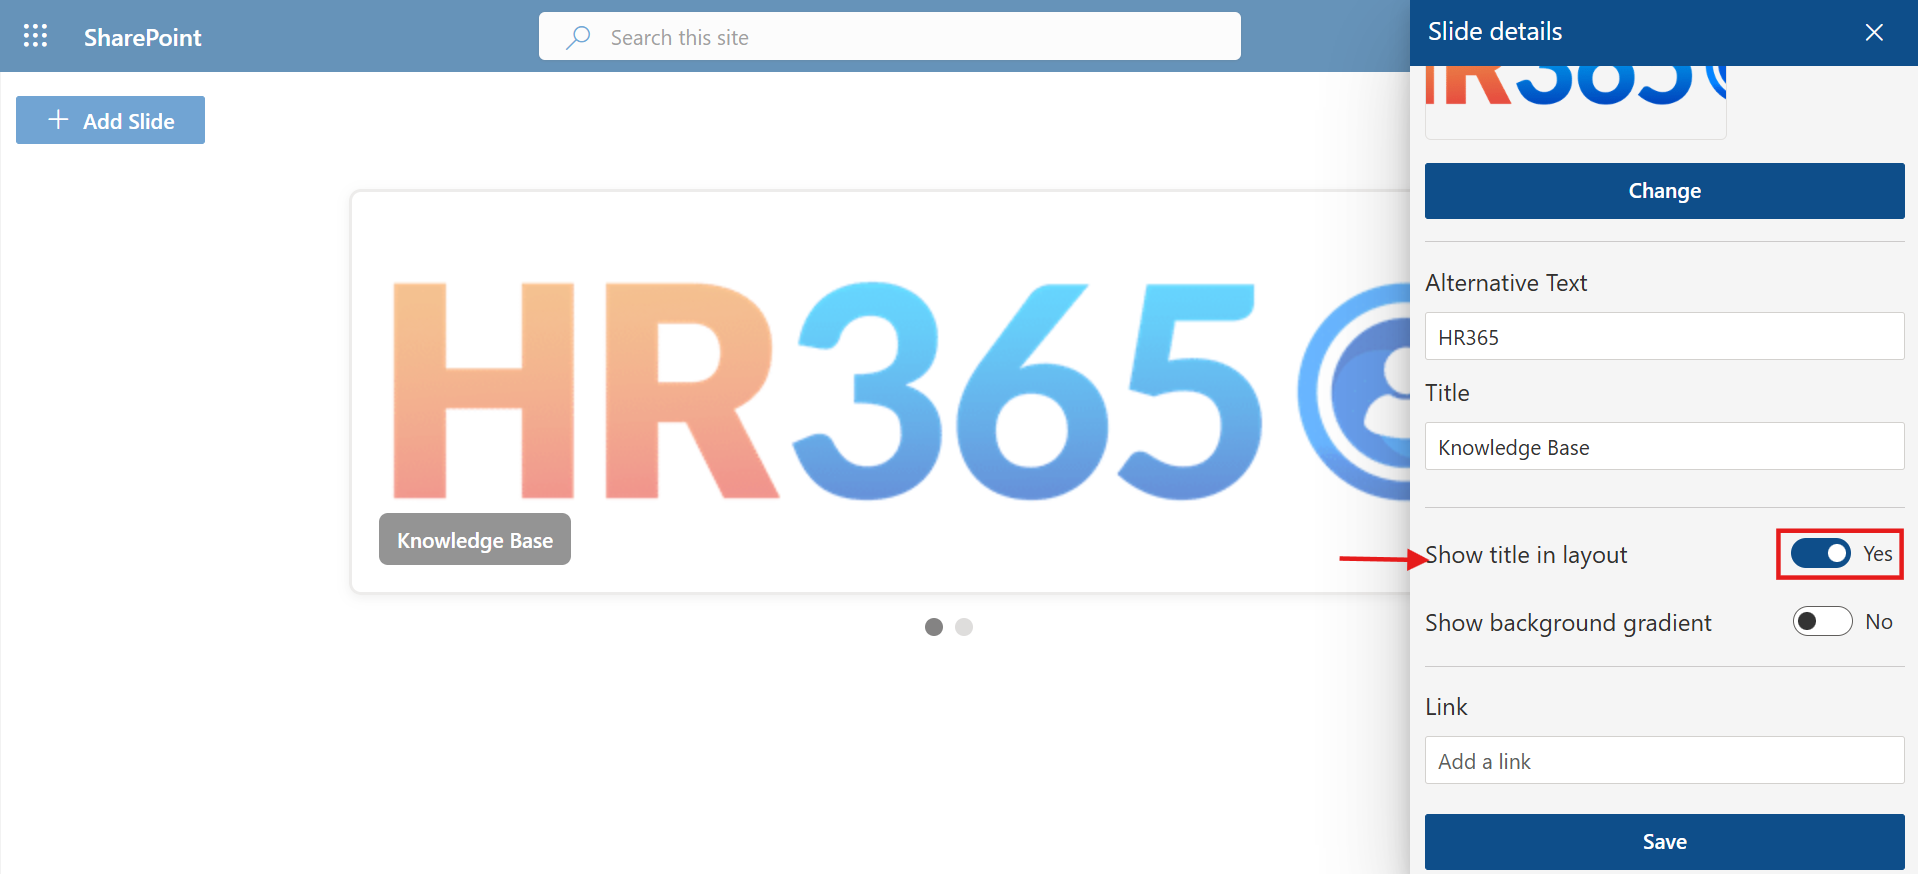 SharePoint
Search this site
Add Slide
HR365
Knowledge Base
Slide details
HR365
Change
Alternative Text
HR365
Title
Knowledge Base
Show title in layout
Yes
Show background gradient
No
Link
Add a link
Save